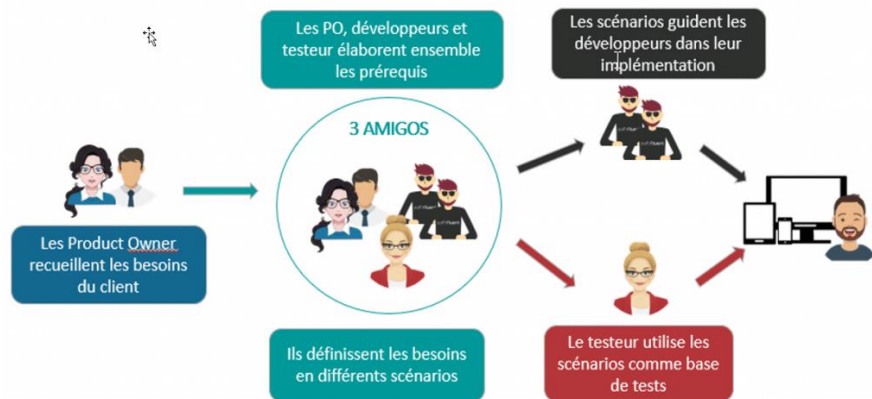 Les Product Owner
recueillent les besoins
du client
Les PO, développeurs et
testeur élaborent ensemble
les prérequis
3 AMIGOS
Ils définissent les besoins
en différents scénarios
Les scénarios guident les
développeurs dans leur
implémentation
Le testeur utilise les
scénarios comme base
de tests